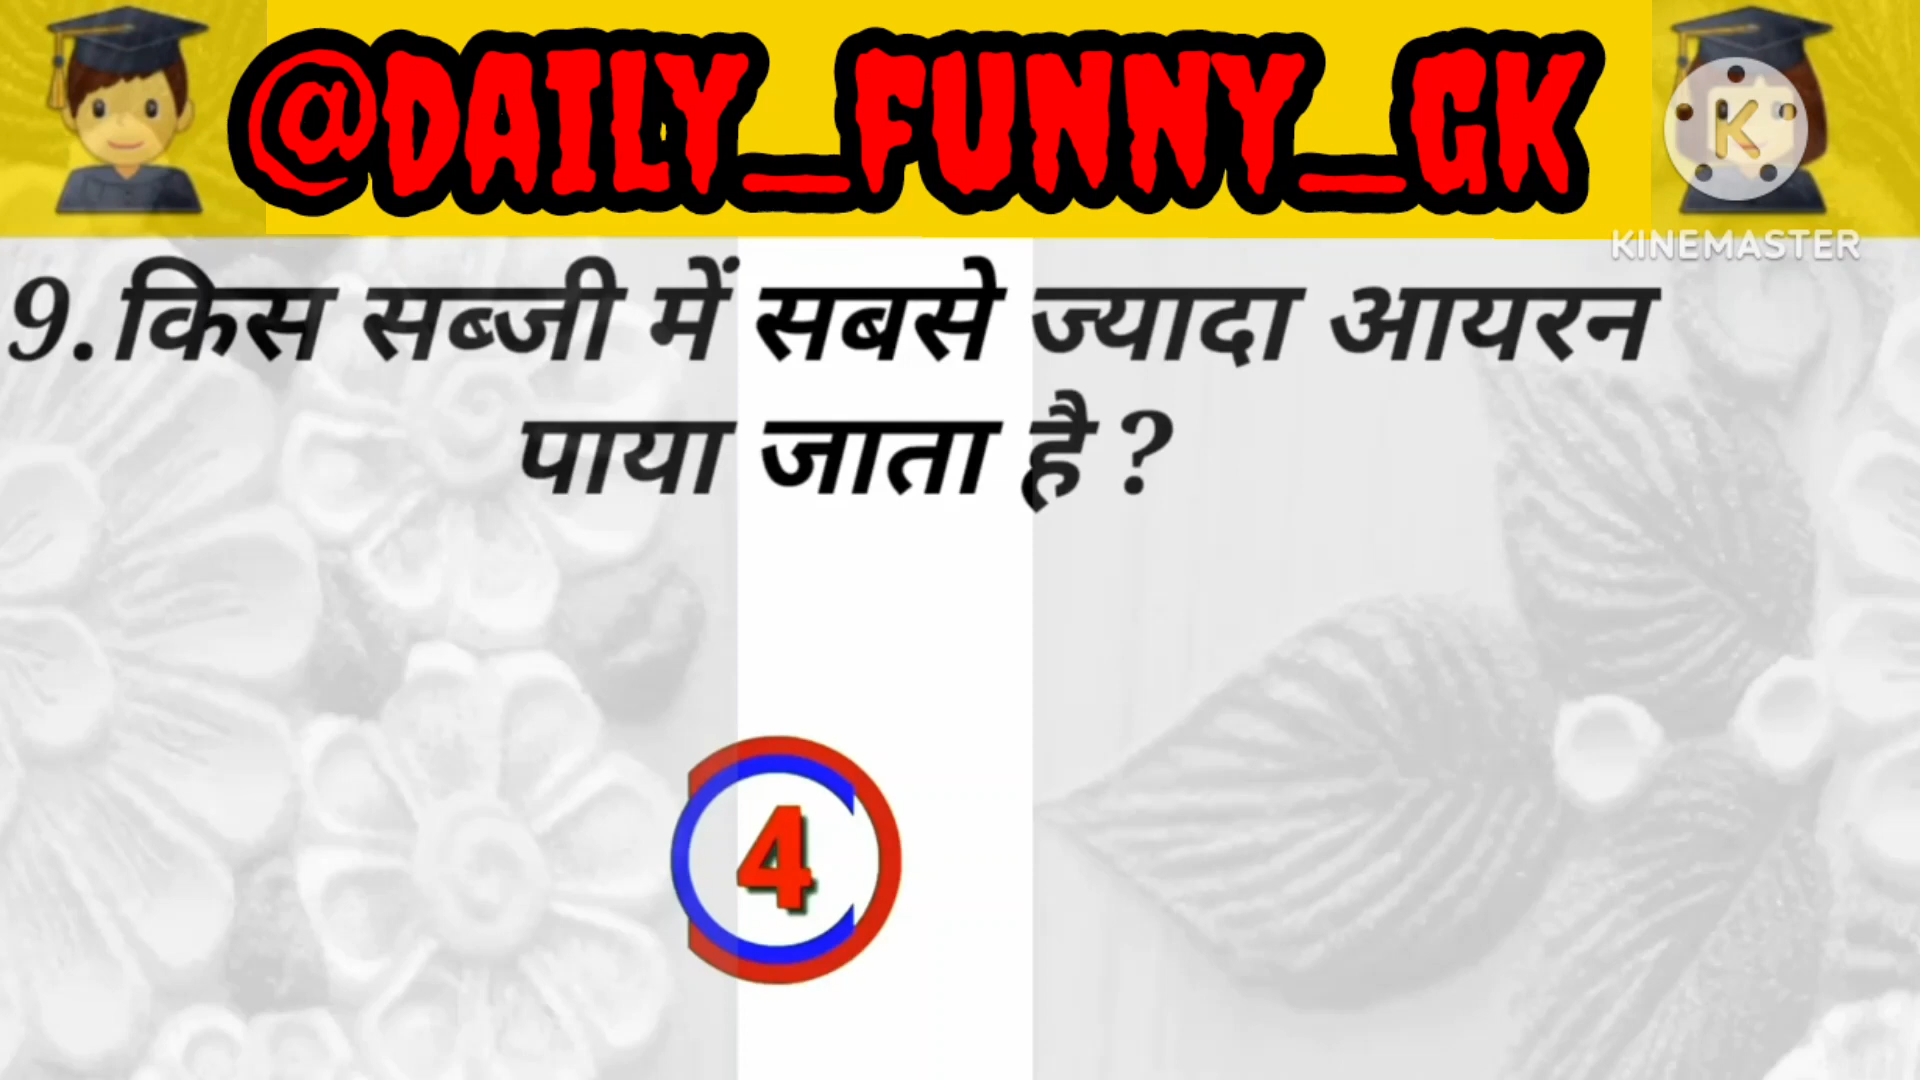 @DAILY_FUNNY_GK
K
KINEMASTER
9.किस सब्जी में सबसे ज्यादा आयरन
पाया जाता है ?
4